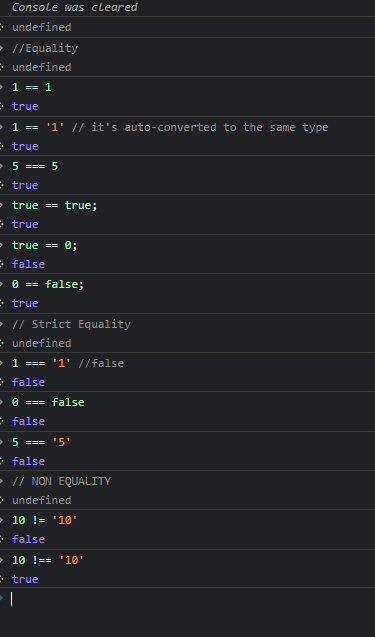 Console was cleared
undefined
//Equality
undefined
1 == 1
true
1 == '1' // it's auto-converted to the same type
true
5 === 5
true
true == true;
true
true == 0;
false
0 == false;
true
// Strict Equality
undefined
1 === '1' //false
false
0 === false
false
5 === '5'
false
// NON EQUALITY
undefined
10 != '10'
false
10 !== '10'
true